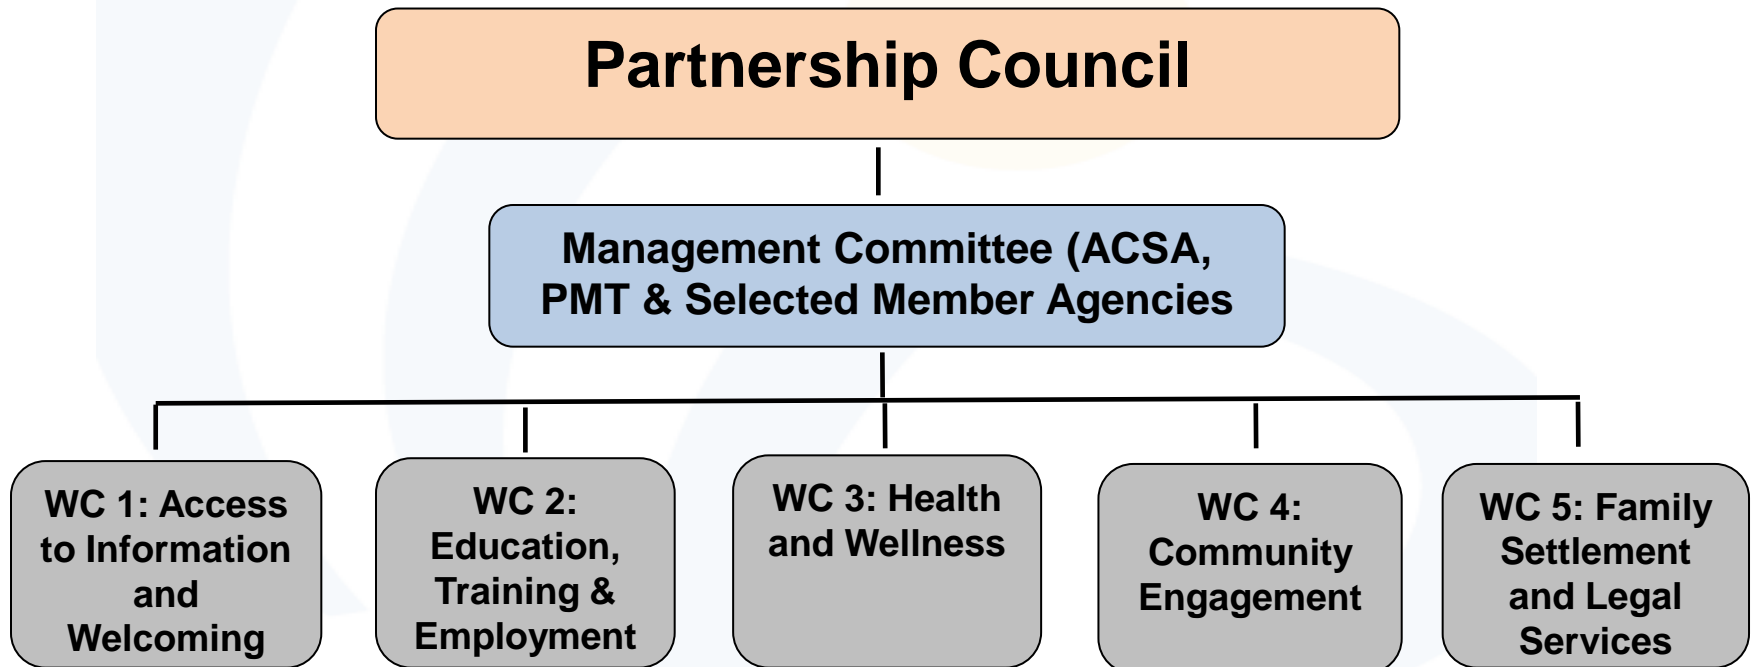 Partnership Council
Management Committee (ACSA,
PMT & Selected Member Agencies
WC 1: Access
to Information
and
Welcoming
WC 2:
Education,
Training &
Employment
WC 3: Health
and Wellness
WC 4:
Community
Engagement
WC 5: Family
Settlement
and Legal
Services